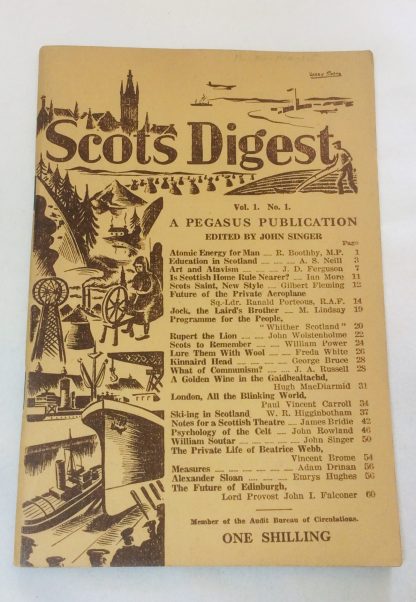 Scots Digest
Vol. 1. No. 1.
A PEGASUS PUBLICATION
EDITED BY JOHN SINGER
Page
Atomic Energy for Man ... R. Boothby, M.P. 1
Education in Scotland ... ... ... A. S. Neill 3
Art and Atavism ... ... J. D. Ferguson 7
Is Scottish Home Rule Nearer? ... Ian More 11
Scots Saint, New Style ... Gilbert Fleming 12
Future of the Private Aeroplane
Sq.-Ldr. Ranald Porteous, R.A.F. 14
Jock, the Laird's Brother ... M. Lindsay 19
Programme for the People,
"Whither Scotland" 20
Rupert the Lion ... John Wolstenholme 22
Scots to Remember ... William Power 24
Lure Them With Wool ... Freda White 26
Kinnaird Head ... ... George Bruce 28
What of Communism? ... J. A. Russell 28
A Golden Wine in the Gaidhealtachd,
Hugh MacDiarmid 31
London, All the Blinking World,
Paul Vincent Carroll 34
Ski-ing in Scotland W. R. Higginbotham 37
Notes for a Scottish Theatre ... James Bridie 42
Psychology of the Celt ... John Rowland 46
William Soutar ... ... ... John Singer 50
The Private Life of Beatrice Webb,
Vincent Brome 54
Measures ... ... ... ... Adam Drinan 56
Alexander Sloan ... ... Emrys Hughes 56
The Future of Edinburgh,
Lord Provost John I. Falconer 60
Member of the Audit Bureau of Circulations.
ONE SHILLING